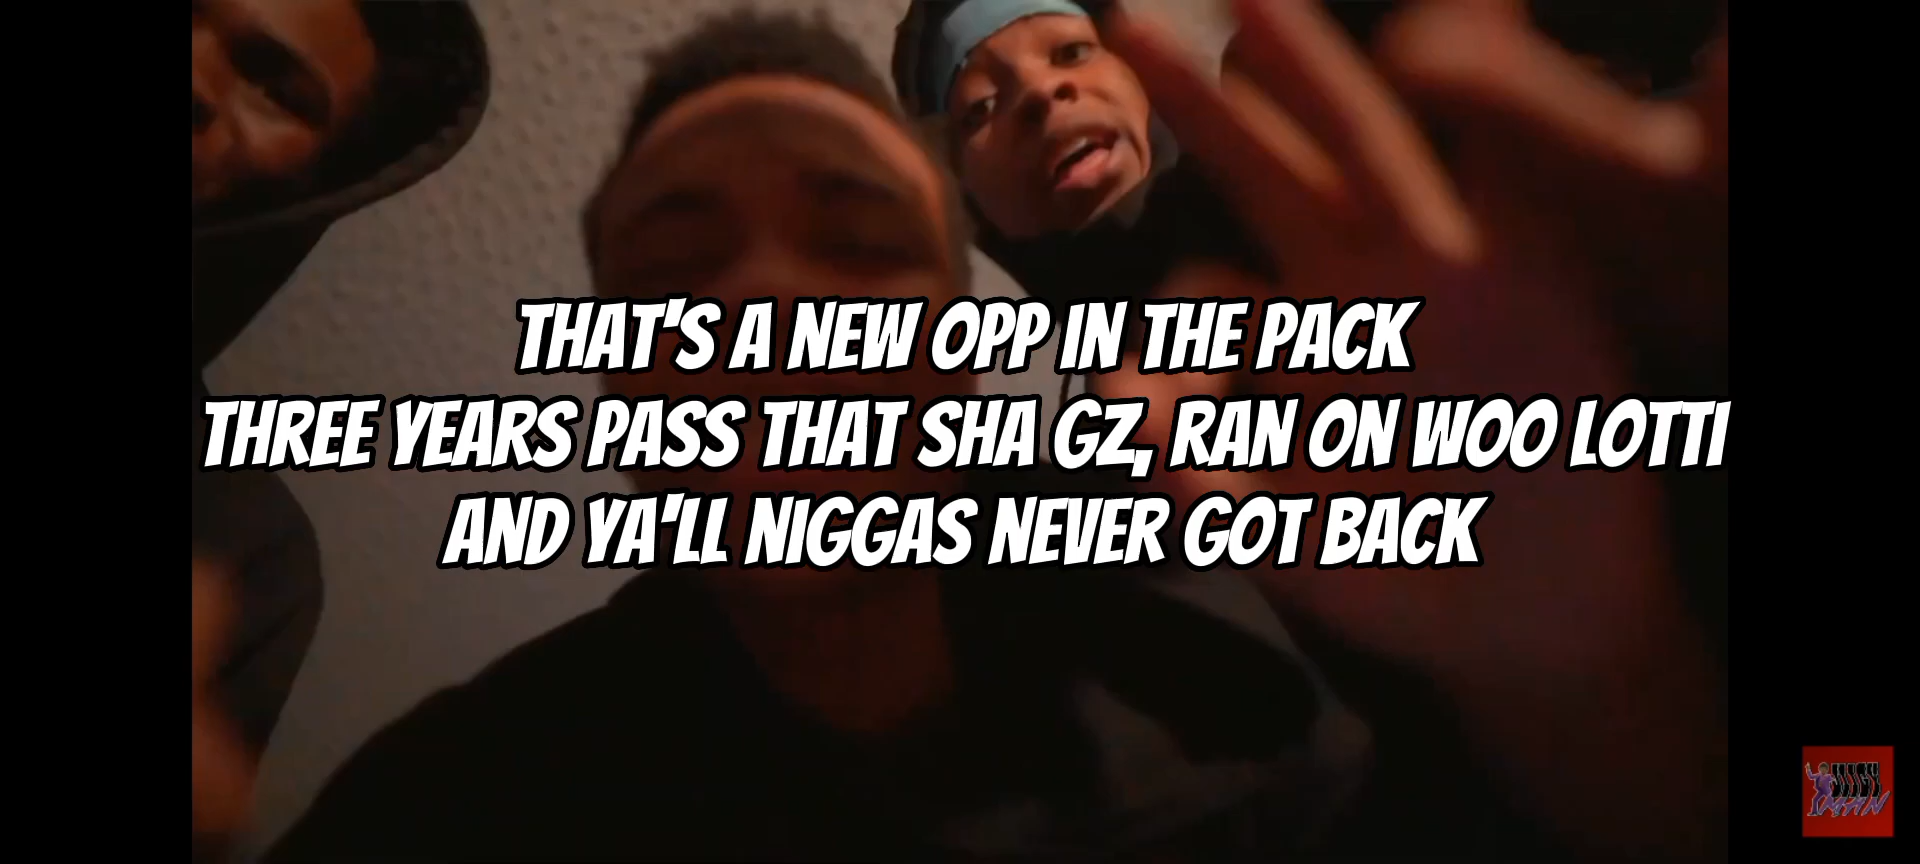 THAT'S A NEW OPP IN THE PACK
THREE YEARS PASS THAT SHA GZ, RAN ON WOO LOTTI
AND YA'LL NIGGAS NEVER GOT BACK